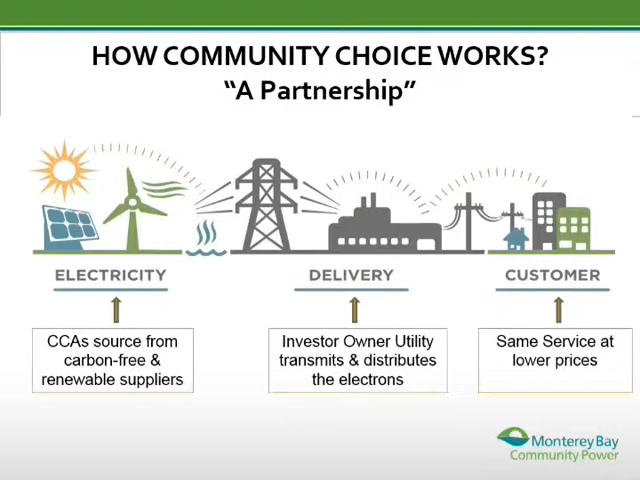 HOW COMMUNITY CHOICE WORKS?
“A Partnership”
ELECTRICITY
DELIVERY
CUSTOMER
CCAs source from
carbon-free &
renewable suppliers
Investor Owner Utility
transmits & distributes
the electrons
Same Service at
lower prices
Monterey Bay
Community Power